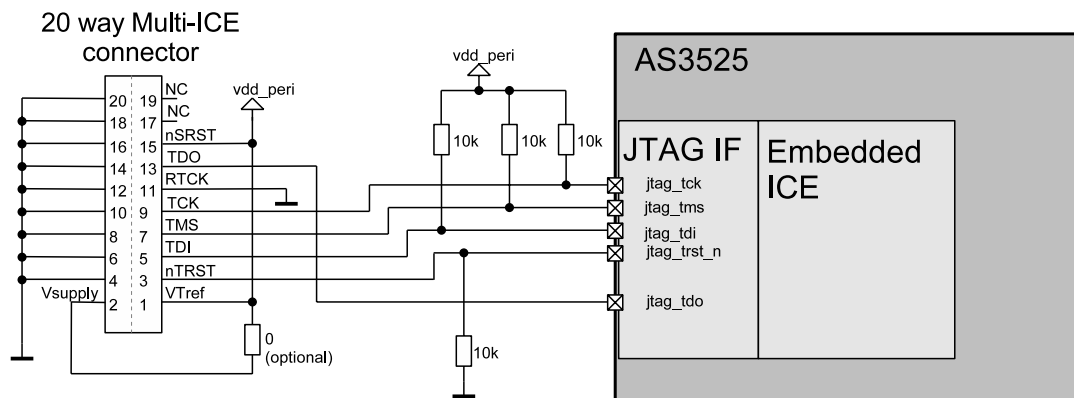 20 way Multi-ICE
connector
AS3525
vdd_peri
vdd_peri
NC
20 19
NC
18 17
nSRST
16 15
TDO
14 13
RTCK
12 11
TCK
10 9
TMS
8 7
TDI
6 5
nTRST
4 3
Vsupply
VTref
2 1
0
(optional)
10k
10k
10k
10k
JTAG IF
Embedded
ICE
jtag_tck
jtag_tms
jtag_tdi
jtag_trst_n
jtag_tdo